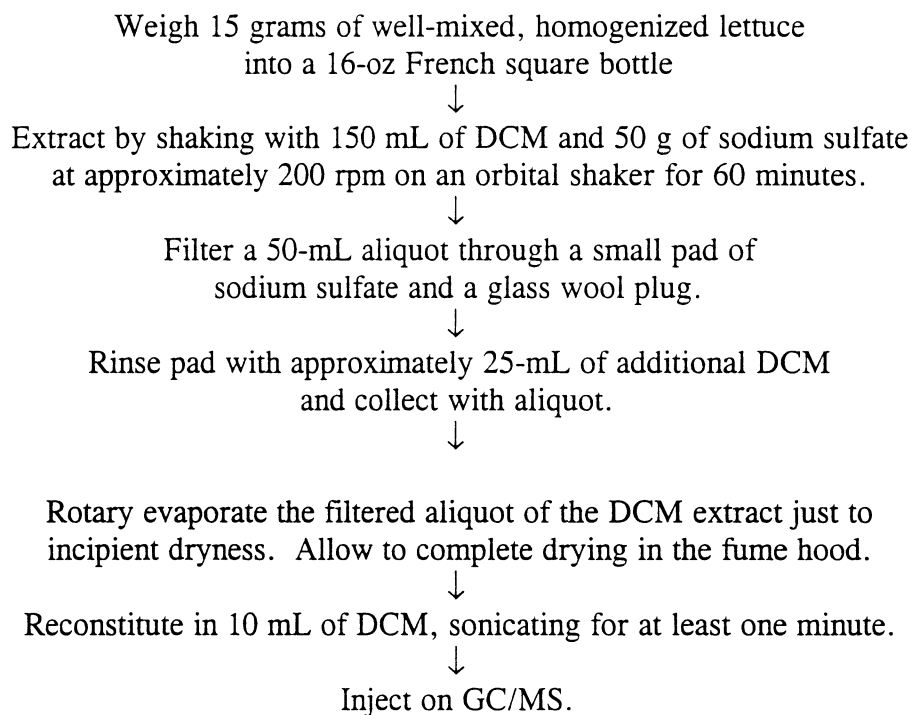 Weigh 15 grams of well-mixed, homogenized lettuce
into a 16-oz French square bottle
↓
Extract by shaking with 150 mL of DCM and 50 g of sodium sulfate
at approximately 200 rpm on an orbital shaker for 60 minutes.
↓
Filter a 50-mL aliquot through a small pad of
sodium sulfate and a glass wool plug.
↓
Rinse pad with approximately 25-mL of additional DCM
and collect with aliquot.
↓
Rotary evaporate the filtered aliquot of the DCM extract just to
incipient dryness. Allow to complete drying in the fume hood.
↓
Reconstitute in 10 mL of DCM, sonicating for at least one minute.
↓
Inject on GC/MS.